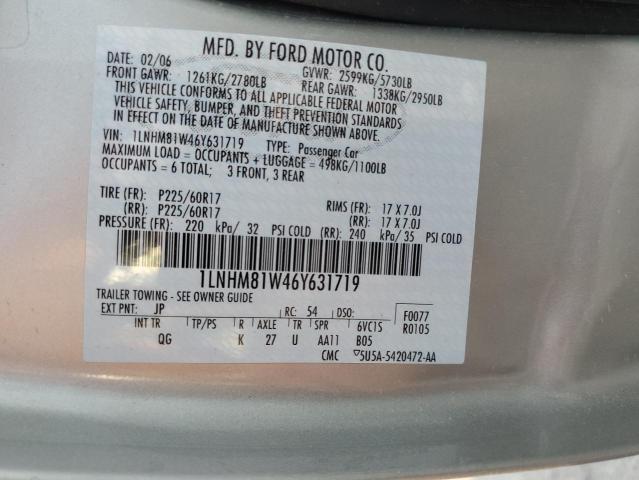 MFD. BY FORD MOTOR CO.
DATE: 02/06 GVWR: 2599KG/5730LB
FRONT GAWR: 1261KG/2780LB REAR GAWR: 1338KG/2950LB
THIS VEHICLE CONFORMS TO ALL APPLICABLE FEDERAL MOTOR
VEHICLE SAFETY, BUMPER, AND THEFT PREVENTION STANDARDS
IN EFFECT ON THE DATE OF MANUFACTURE SHOWN ABOVE.
VIN: 1LNHM81W46Y631719 TYPE: Passenger Car
MAXIMUM LOAD = OCCUPANTS + LUGGAGE = 498KG/1100LB
OCCUPANTS = 6 TOTAL; 3 FRONT, 3 REAR
TIRE (FR): P225/60R17 RIMS (FR): 17 X 7.0J
(RR): P225/60R17 (RR): 17 X 7.0J
PRESSURE (FR): 220 kPa/ 32 PSI COLD (RR): 240 kPa/ 35 PSI COLD
1LNHM81W46Y631719
TRAILER TOWING - SEE OWNER GUIDE
EXT PNT: JP RC: 54 DSO: F0077
INT TR TP/PS R AXLE TR SPR 6VC1S R0105
QG K 27 U AA11 B05
CMC 5U5A-5420472-AA